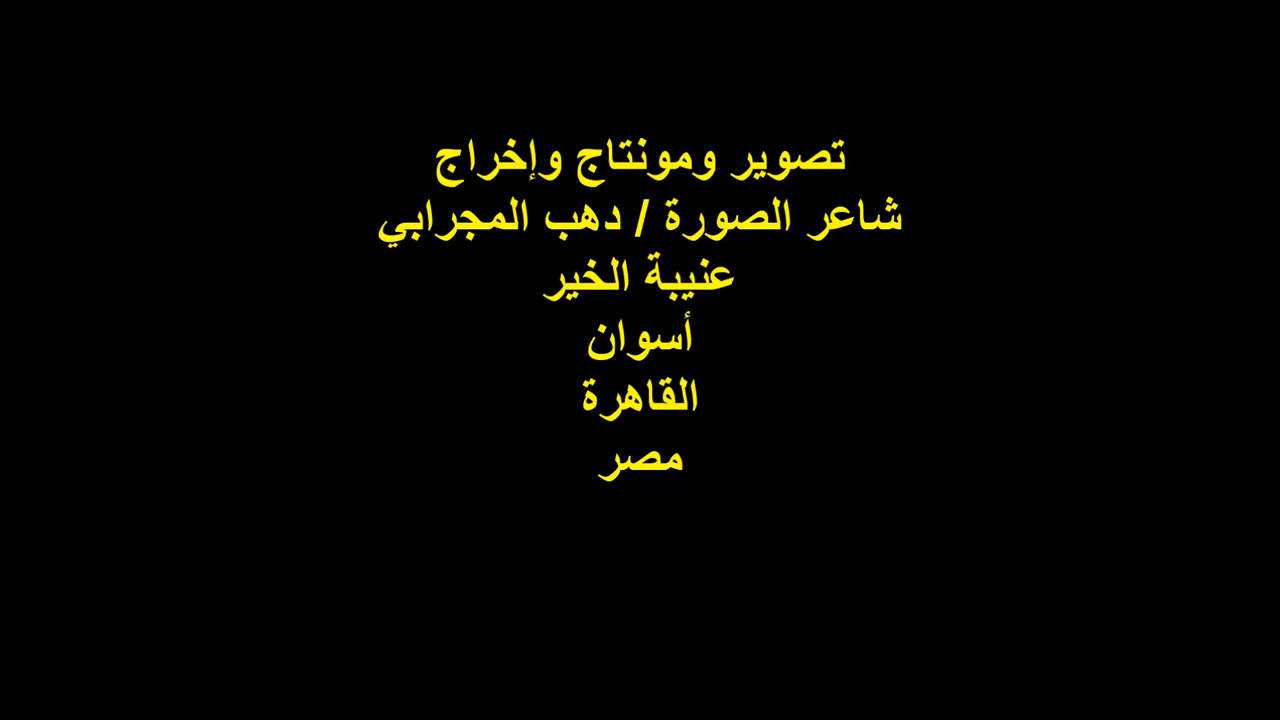 تصوير ومونتاج وإخراج
شاعر الصورة / دهب المجرابي
عنيبة الخير
أسوان
القاهرة
مصر